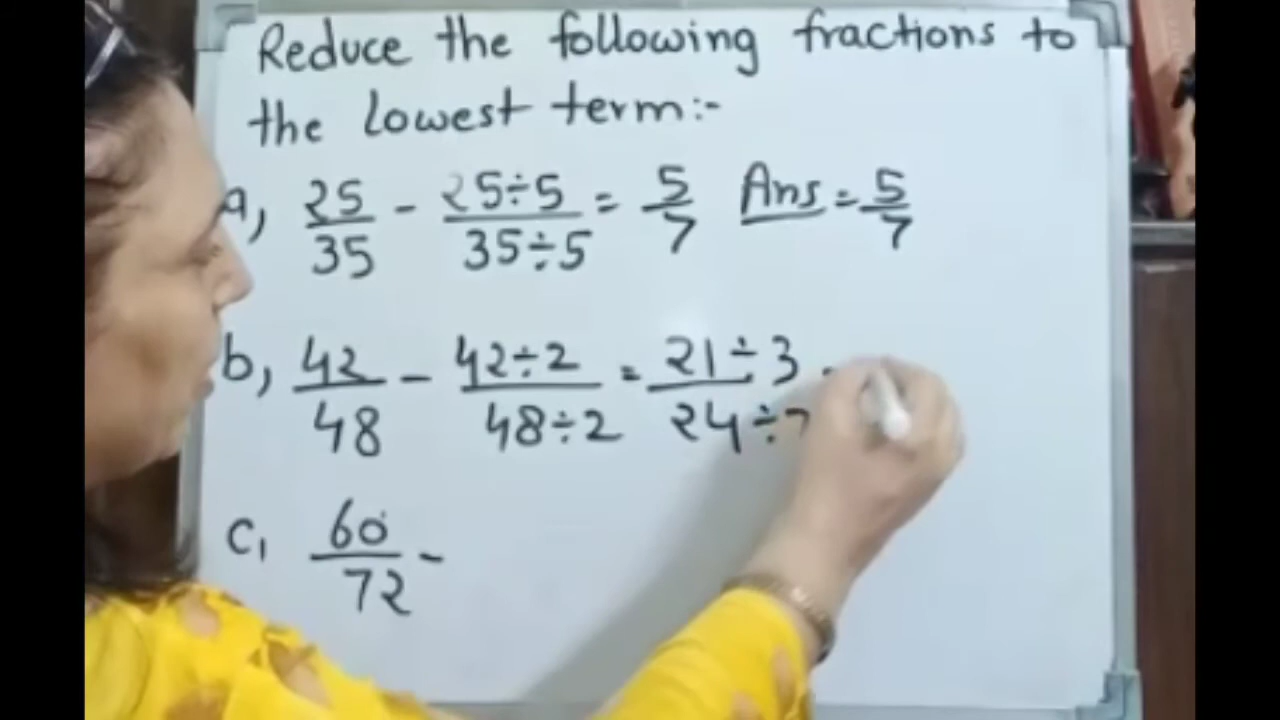 Reduce the following fractions to
the lowest term:-
a, 25/35 - 25÷5/35÷5 = 5/7 Ans = 5/7
b, 42/48 - 42÷2/48÷2 = 21÷3/24÷
c, 60/72 -